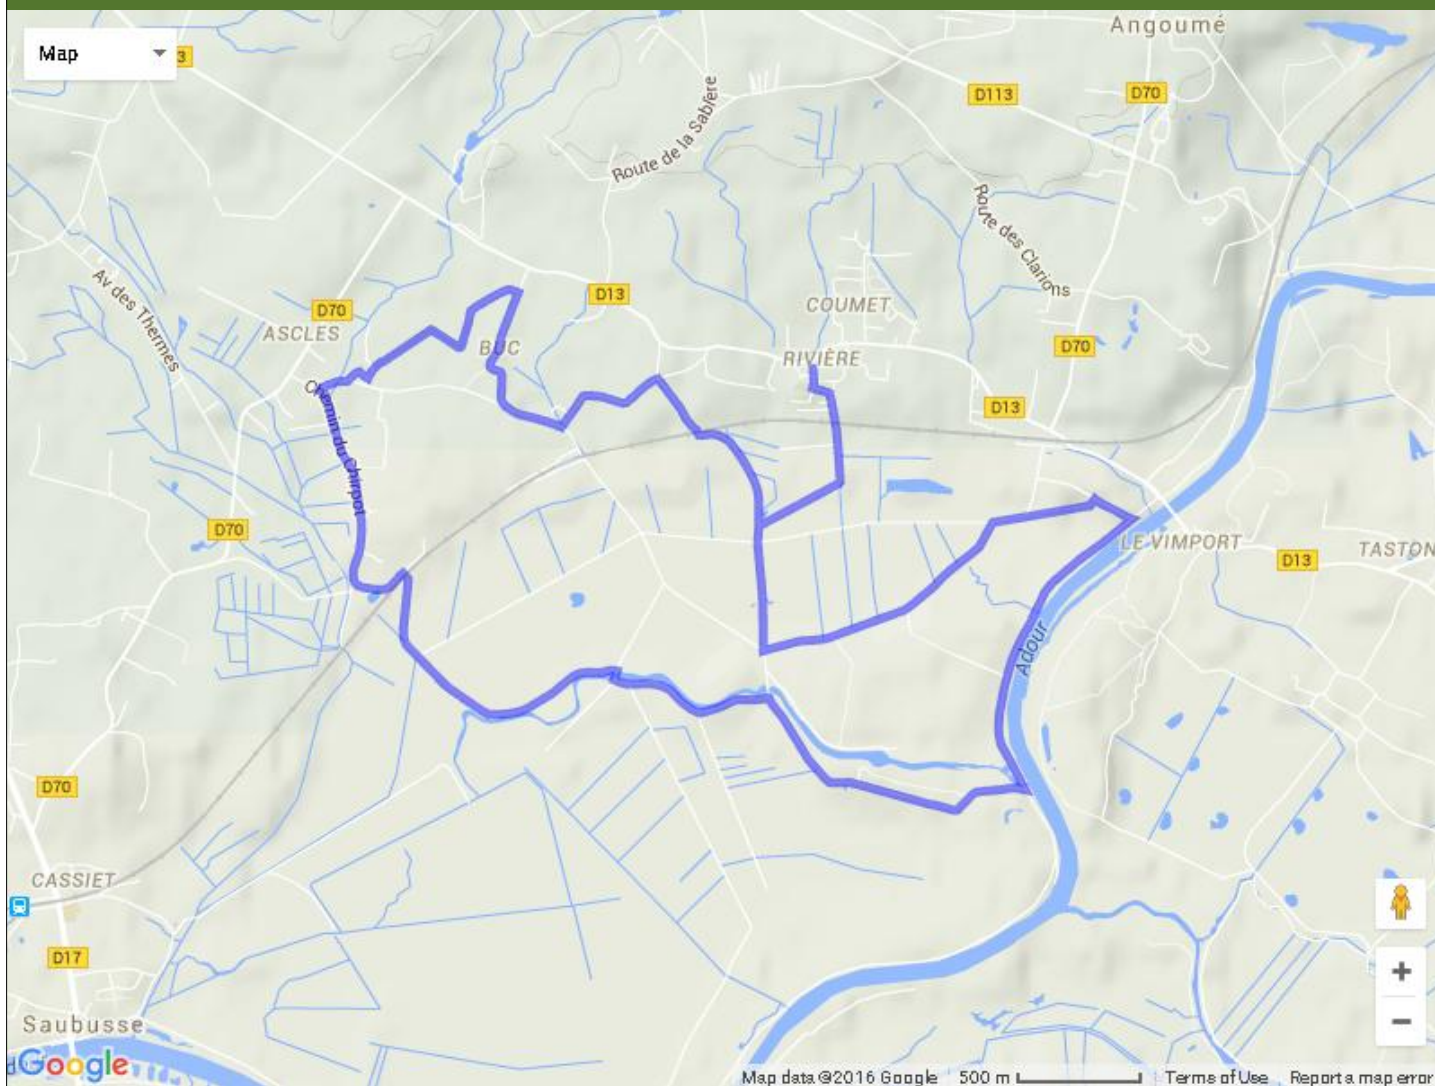 Angoumé
Map
3
D113
D70
Route de la Sablère
Route des Clarions
Av des Thermes
D70
ASCLES
D13
COUMET
BUC
RIVIÈRE
D70
Chemin du Chirpot
D13
D70
LE VIMPORT
D13
TASTON
Adour
D70
CASSIET
D17
Saubusse
Google
Map data ©2016 Google 500 m Terms of Use Report a map error